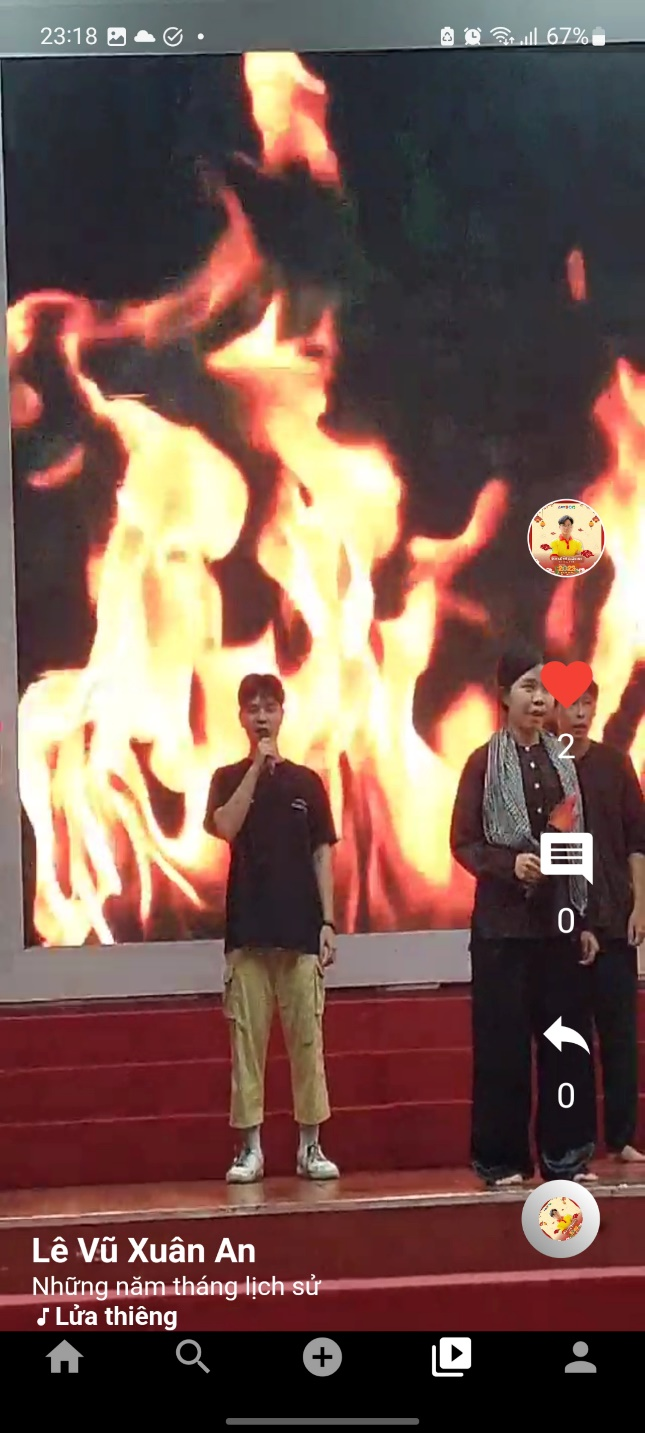 23:18
67%
2
0
0
Lê Vũ Xuân An
Những năm tháng lịch sử
Lửa thiêng